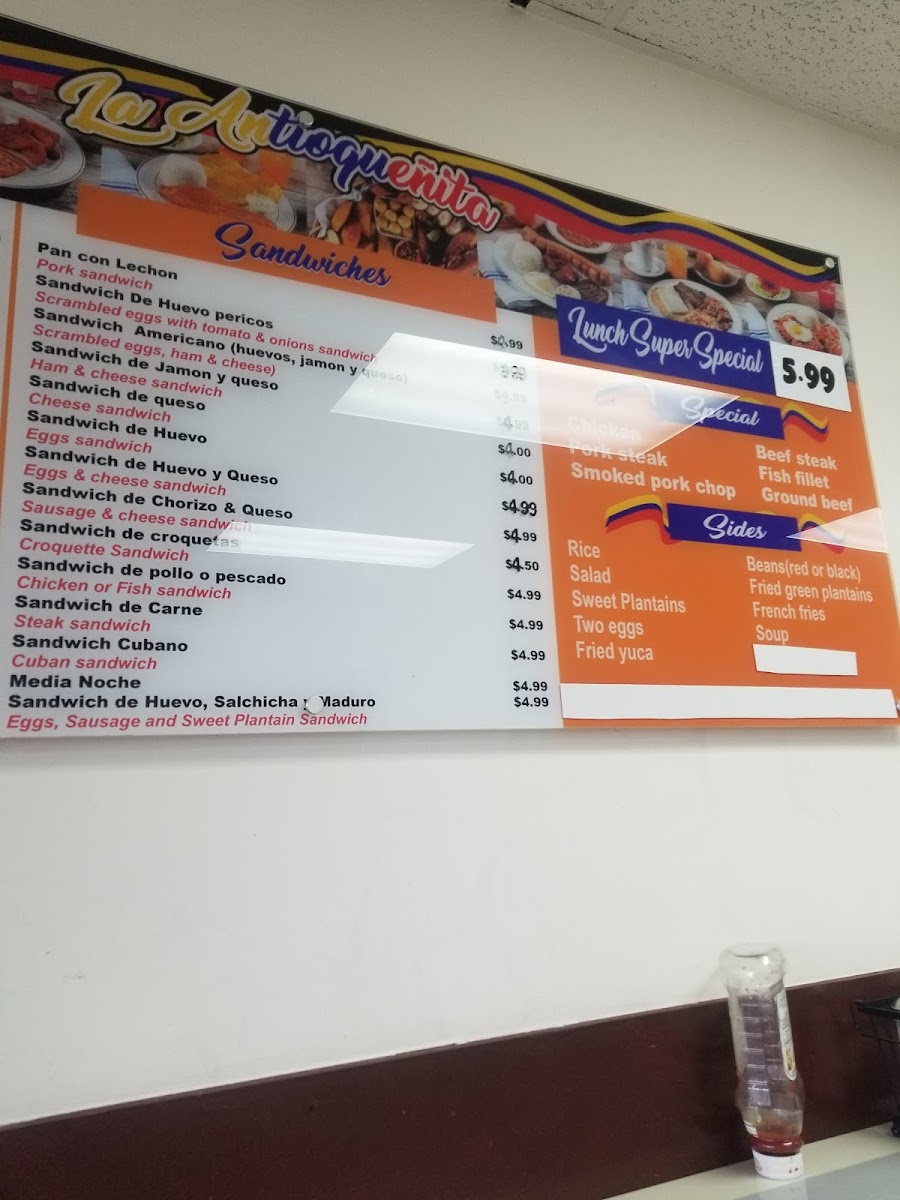 La Antioqueñita
Sandwiches
Pan con Lechon
Pork sandwich
Sandwich De Huevo pericos
Scrambled eggs with tomato & onions sandwich
Sandwich Americano (huevos, jamon y queso)
Scrambled eggs, ham & cheese)
Sandwich de Jamon y queso
Ham & cheese sandwich
Sandwich de queso
Cheese sandwich
Sandwich de Huevo
Eggs sandwich
Sandwich de Huevo y Queso
Eggs & cheese sandwich
Sandwich de Chorizo & Queso
Sausage & cheese sandwich
Sandwich de croquetas
Croquette Sandwich
Sandwich de pollo o pescado
Chicken or Fish sandwich
Sandwich de Carne
Steak sandwich
Sandwich Cubano
Cuban sandwich
Media Noche
Sandwich de Huevo, Salchicha y Maduro
Eggs, Sausage and Sweet Plantain Sandwich
$4.99
$4.99
$4.00
$4.00
$4.99
$4.99
$4.50
$4.99
$4.99
$4.99
$4.99
$4.99
Lunch Super Special
5.99
Special
Chicken
Pork steak
Smoked pork chop
Beef steak
Fish fillet
Ground beef
Sides
Rice
Salad
Sweet Plantains
Two eggs
Fried yuca
Beans(red or black)
Fried green plantains
French fries
Soup